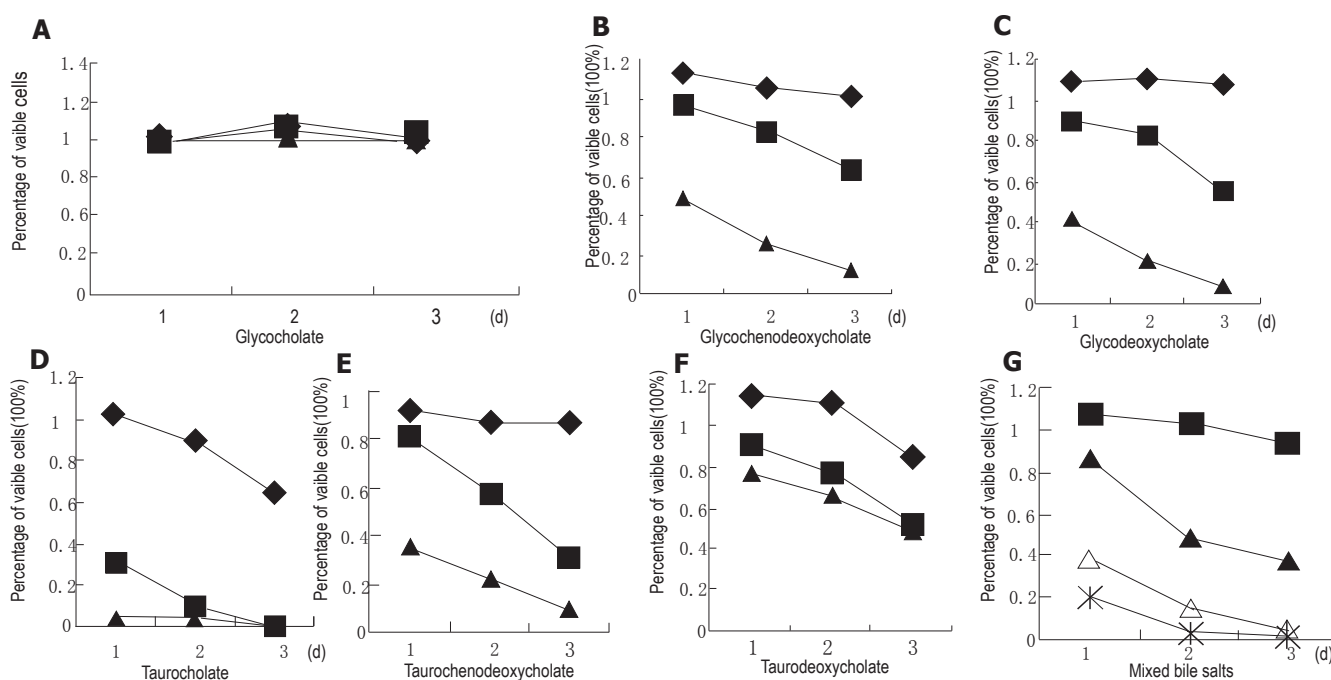 A
Percentage of vaible cells
1.4
1.2
1
0.8
0.6
0.4
0.2
0
1 2 3 (d)
Glycocholate
B
Percentage of vaible cells(100%)
1.2
1
0.8
0.6
0.4
0.2
0
1 2 3 (d)
Glycochenodeoxycholate
C
Percentage of vaible cells(100%)
1.2
1
0.8
0.6
0.4
0.2
0
1 2 3 (d)
Glycodeoxycholate
D
Percentage of vaible cells(100%)
1.2
1
0.8
0.6
0.4
0.2
0
1 2 3 (d)
Taurocholate
E
Percentage of vaible cells(100%)
1
0.8
0.6
0.4
0.2
0
1 2 3
Taurochenodeoxycholate
F
Percentage of vaible cells(100%)
1.2
1
0.8
0.6
0.4
0.2
0
1 2 3
Taurodeoxycholate
G
Percentage of vaible cells(100%)
1.2
1
0.8
0.6
0.4
0.2
0
1 2 3 (d)
Mixed bile salts